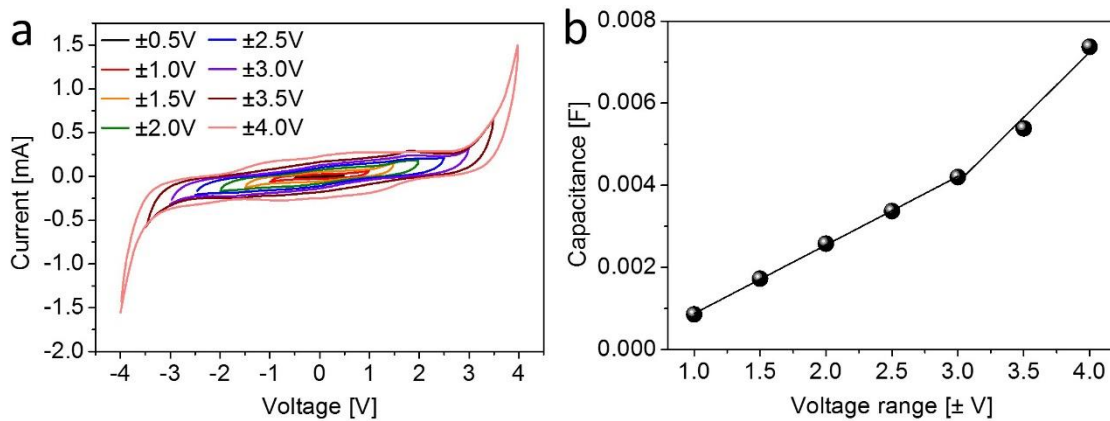 a
±0.5V ±2.5V
±1.0V ±3.0V
±1.5V ±3.5V
±2.0V ±4.0V
1.5
1.0
0.5
0.0
-0.5
-1.0
-1.5
-2.0
Current [mA]
-4 -3 -2 -1 0 1 2 3 4
Voltage [V]
b
0.008
0.006
0.004
0.002
0.000
Capacitance [F]
1.0 1.5 2.0 2.5 3.0 3.5 4.0
Voltage range [± V]